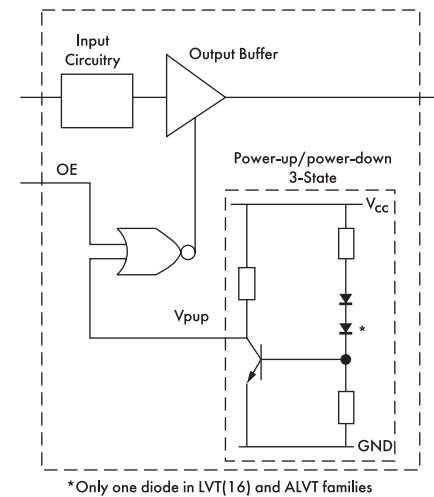 Input
Circuitry
Output Buffer
Power-up/power-down
3-State
OE
VCC
Vpup
*
GND
*Only one diode in LVT(16) and ALVT families